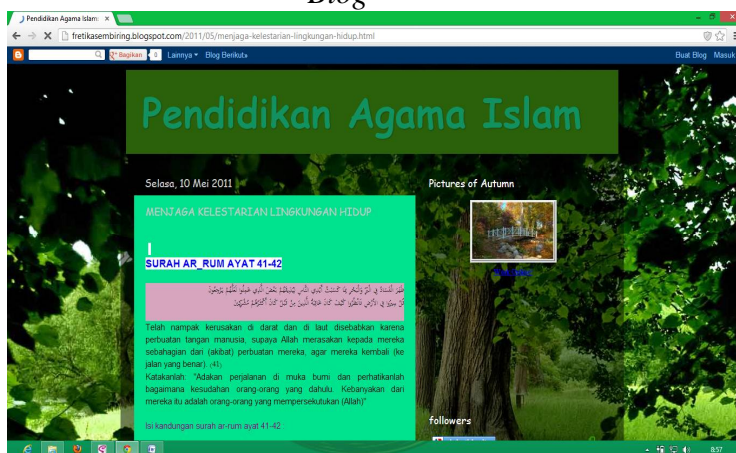 Blog
Pendidikan Agama Islam:
fretikasembiring.blogspot.com/2011/05/menjaga-kelestarian-lingkungan-hidup.html
Bagikan 0 Lainnya Blog Berikut» Buat Blog Masuk
Pendidikan Agama Islam
Selasa, 10 Mei 2011
MENJAGA KELESTARIAN LINGKUNGAN HIDUP
SURAH AR_RUM AYAT 41-42
Telah nampak kerusakan di darat dan di laut disebabkan karena
perbuatan tangan manusia, supaya Allah merasakan kepada mereka
sebahagian dari (akibat) perbuatan mereka, agar mereka kembali (ke
jalan yang benar). (41)
Katakanlah: "Adakan perjalanan di muka bumi dan perhatikanlah
bagaimana kesudahan orang-orang yang dahulu. Kebanyakan dari
mereka itu adalah orang-orang yang mempersekutukan (Allah)"
Isi kandungan surah ar-rum ayat 41-42
Pictures of Autumn
followers
8:57